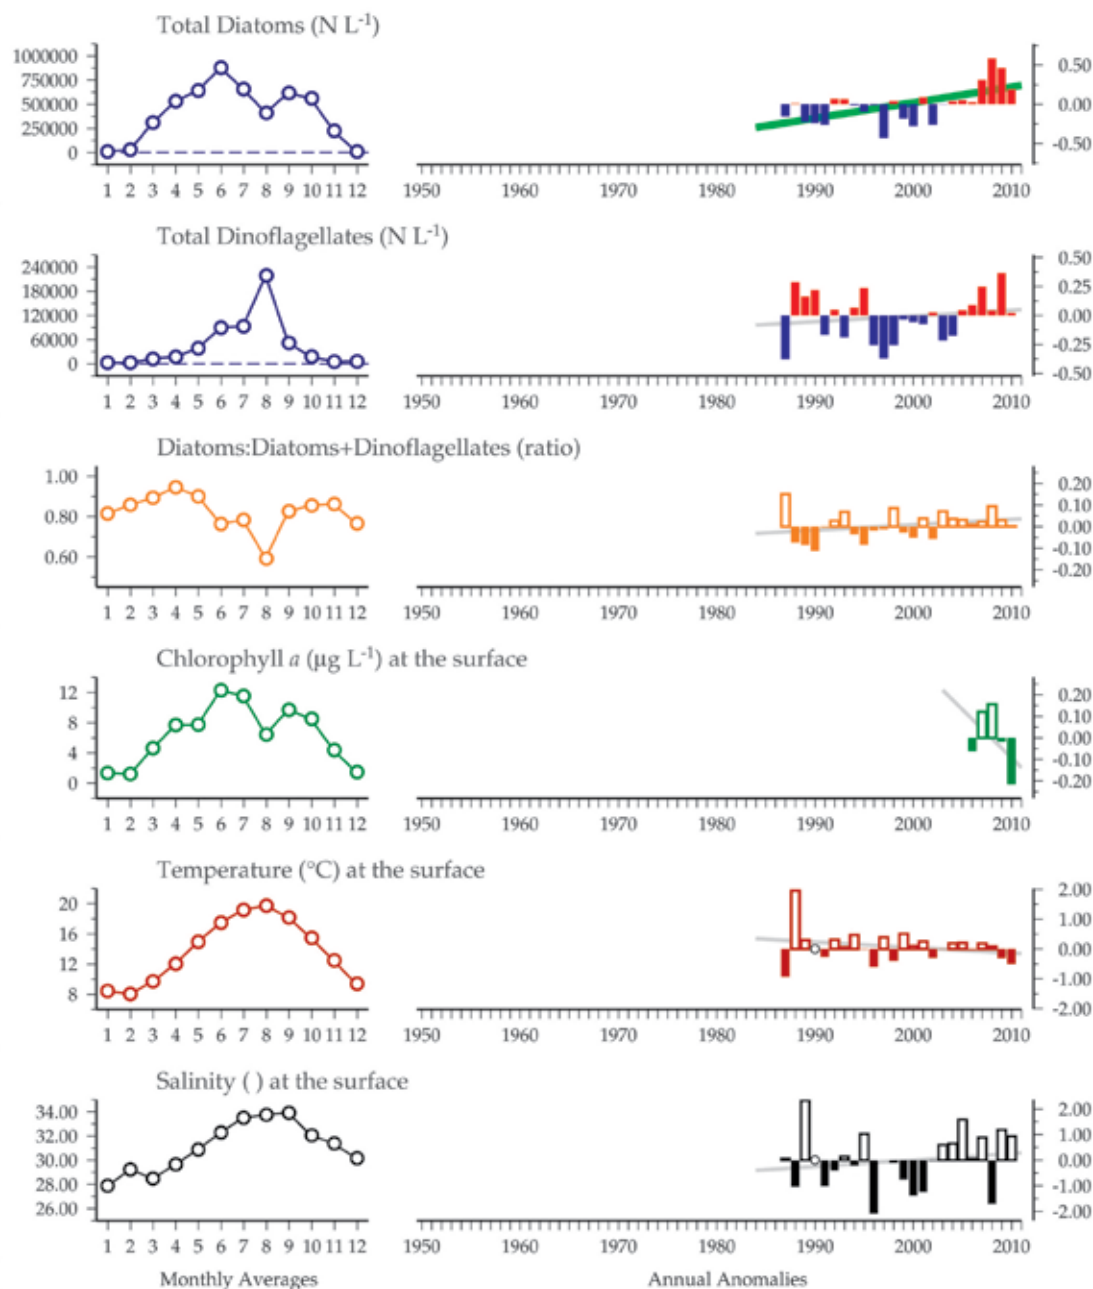 Total Diatoms (N L⁻¹)
1000000
750000
500000
250000
0
0.50
0.00
-0.50
1 2 3 4 5 6 7 8 9 10 11 12
1950 1960 1970 1980 1990 2000 2010
Total Dinoflagellates (N L⁻¹)
240000
180000
120000
60000
0
0.50
0.25
0.00
-0.25
-0.50
1 2 3 4 5 6 7 8 9 10 11 12
1950 1960 1970 1980 1990 2000 2010
Diatoms:Diatoms+Dinoflagellates (ratio)
1.00
0.80
0.60
0.20
0.10
0.00
-0.10
-0.20
1 2 3 4 5 6 7 8 9 10 11 12
1950 1960 1970 1980 1990 2000 2010
Chlorophyll a (µg L⁻¹) at the surface
12
8
4
0
0.20
0.10
0.00
-0.10
-0.20
1 2 3 4 5 6 7 8 9 10 11 12
1950 1960 1970 1980 1990 2000 2010
Temperature (°C) at the surface
20
16
12
8
2.00
1.00
0.00
-1.00
-2.00
1 2 3 4 5 6 7 8 9 10 11 12
1950 1960 1970 1980 1990 2000 2010
Salinity ( ) at the surface
34.00
32.00
30.00
28.00
26.00
2.00
1.00
0.00
-1.00
-2.00
1 2 3 4 5 6 7 8 9 10 11 12
1950 1960 1970 1980 1990 2000 2010
Monthly Averages
Annual Anomalies